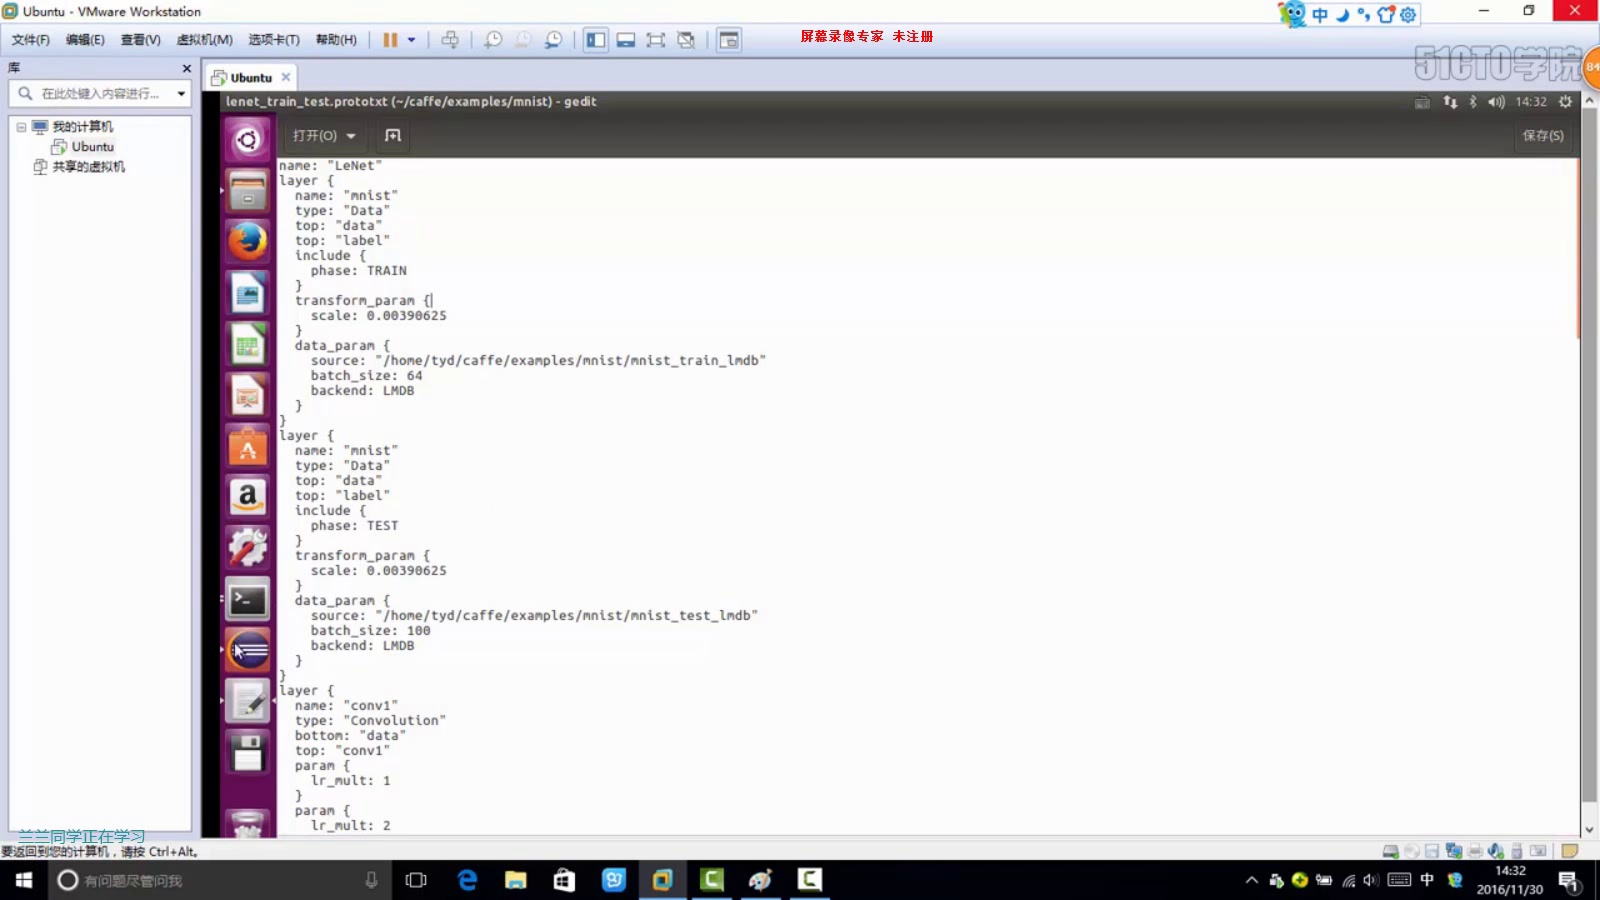 Ubuntu - VMware Workstation
中
文件(F) 编辑(E) 查看(V) 虚拟机(M) 选项卡(T) 帮助(H)
屏幕录像专家 未注册
51CTO学院
84
库
在此处键入内容进行...
我的计算机
Ubuntu
共享的虚拟机
Ubuntu
lenet_train_test.prototxt (~/caffe/examples/mnist) - gedit
14:32
打开(O)
保存(S)
name: "LeNet"
layer {
name: "mnist"
type: "Data"
top: "data"
top: "label"
include {
phase: TRAIN
}
transform_param {
scale: 0.00390625
}
data_param {
source: "/home/tyd/caffe/examples/mnist/mnist_train_lmdb"
batch_size: 64
backend: LMDB
}
}
layer {
name: "mnist"
type: "Data"
top: "data"
top: "label"
include {
phase: TEST
}
transform_param {
scale: 0.00390625
}
data_param {
source: "/home/tyd/caffe/examples/mnist/mnist_test_lmdb"
batch_size: 100
backend: LMDB
}
}
layer {
name: "conv1"
type: "Convolution"
bottom: "data"
top: "conv1"
param {
lr_mult: 1
}
param {
lr_mult: 2
兰兰同学正在学习
要返回到您的计算机，请按 Ctrl+Alt。
有问题尽管问我
中
14:32
2016/11/30
1